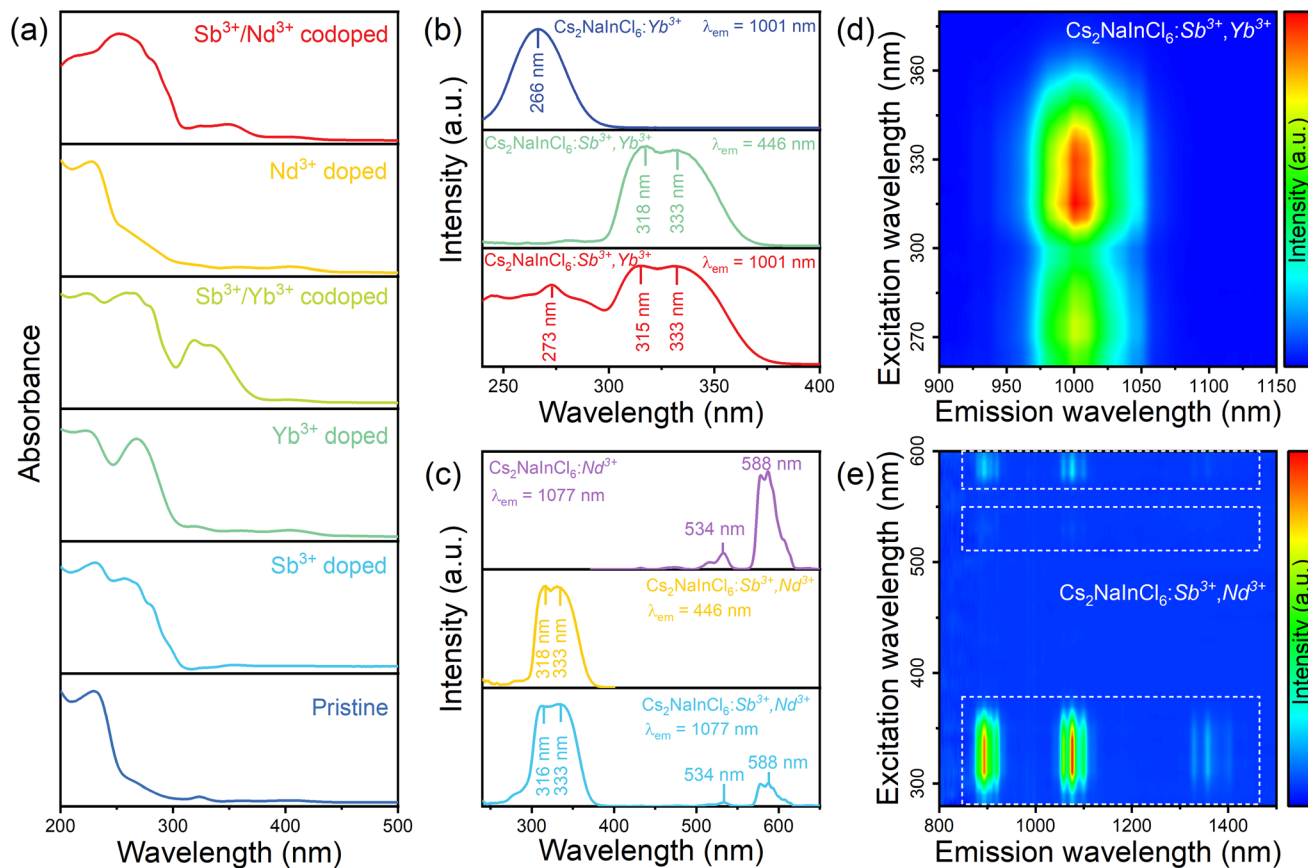 (a)
Sb³⁺/Nd³⁺ codoped
Nd³⁺ doped
Sb³⁺/Yb³⁺ codoped
Yb³⁺ doped
Sb³⁺ doped
Pristine
Absorbance
200 300 400 500
Wavelength (nm)
(b)
Cs₂NaInCl₆:Yb³⁺ λem = 1001 nm
266 nm
Cs₂NaInCl₆:Sb³⁺,Yb³⁺ λem = 446 nm
318 nm
333 nm
Cs₂NaInCl₆:Sb³⁺,Yb³⁺ λem = 1001 nm
273 nm
315 nm
333 nm
Intensity (a.u.)
250 300 350 400
Wavelength (nm)
(c)
Cs₂NaInCl₆:Nd³⁺
λem = 1077 nm
534 nm
588 nm
Cs₂NaInCl₆:Sb³⁺,Nd³⁺
λem = 446 nm
318 nm
333 nm
Cs₂NaInCl₆:Sb³⁺,Nd³⁺
λem = 1077 nm
316 nm
333 nm
534 nm
588 nm
Intensity (a.u.)
300 400 500 600
Wavelength (nm)
(d)
Cs₂NaInCl₆:Sb³⁺,Yb³⁺
Excitation wavelength (nm)
360
330
300
270
900 950 1000 1050 1100 1150
Emission wavelength (nm)
Intensity (a.u.)
(e)
Cs₂NaInCl₆:Sb³⁺,Nd³⁺
Excitation wavelength (nm)
600
500
400
300
800 1000 1200 1400
Emission wavelength (nm)
Intensity (a.u.)